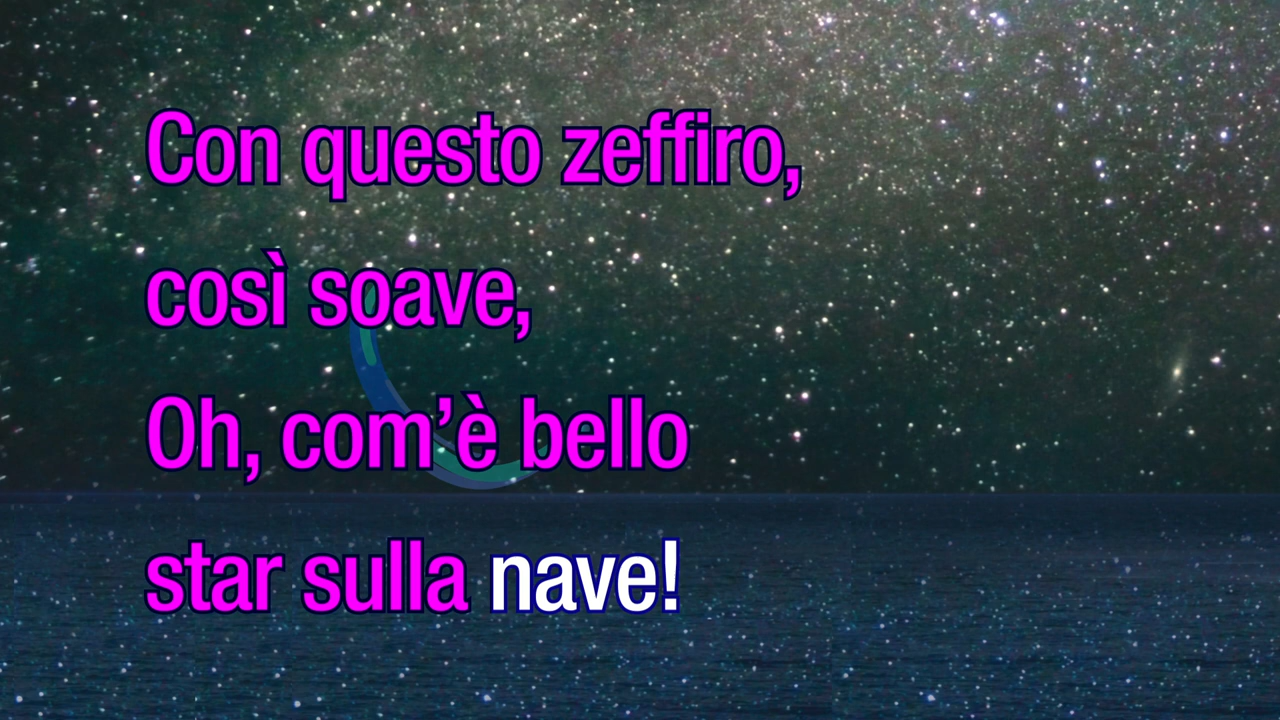 Con questo zeffiro,
così soave,
Oh, com’è bello
star sulla nave!